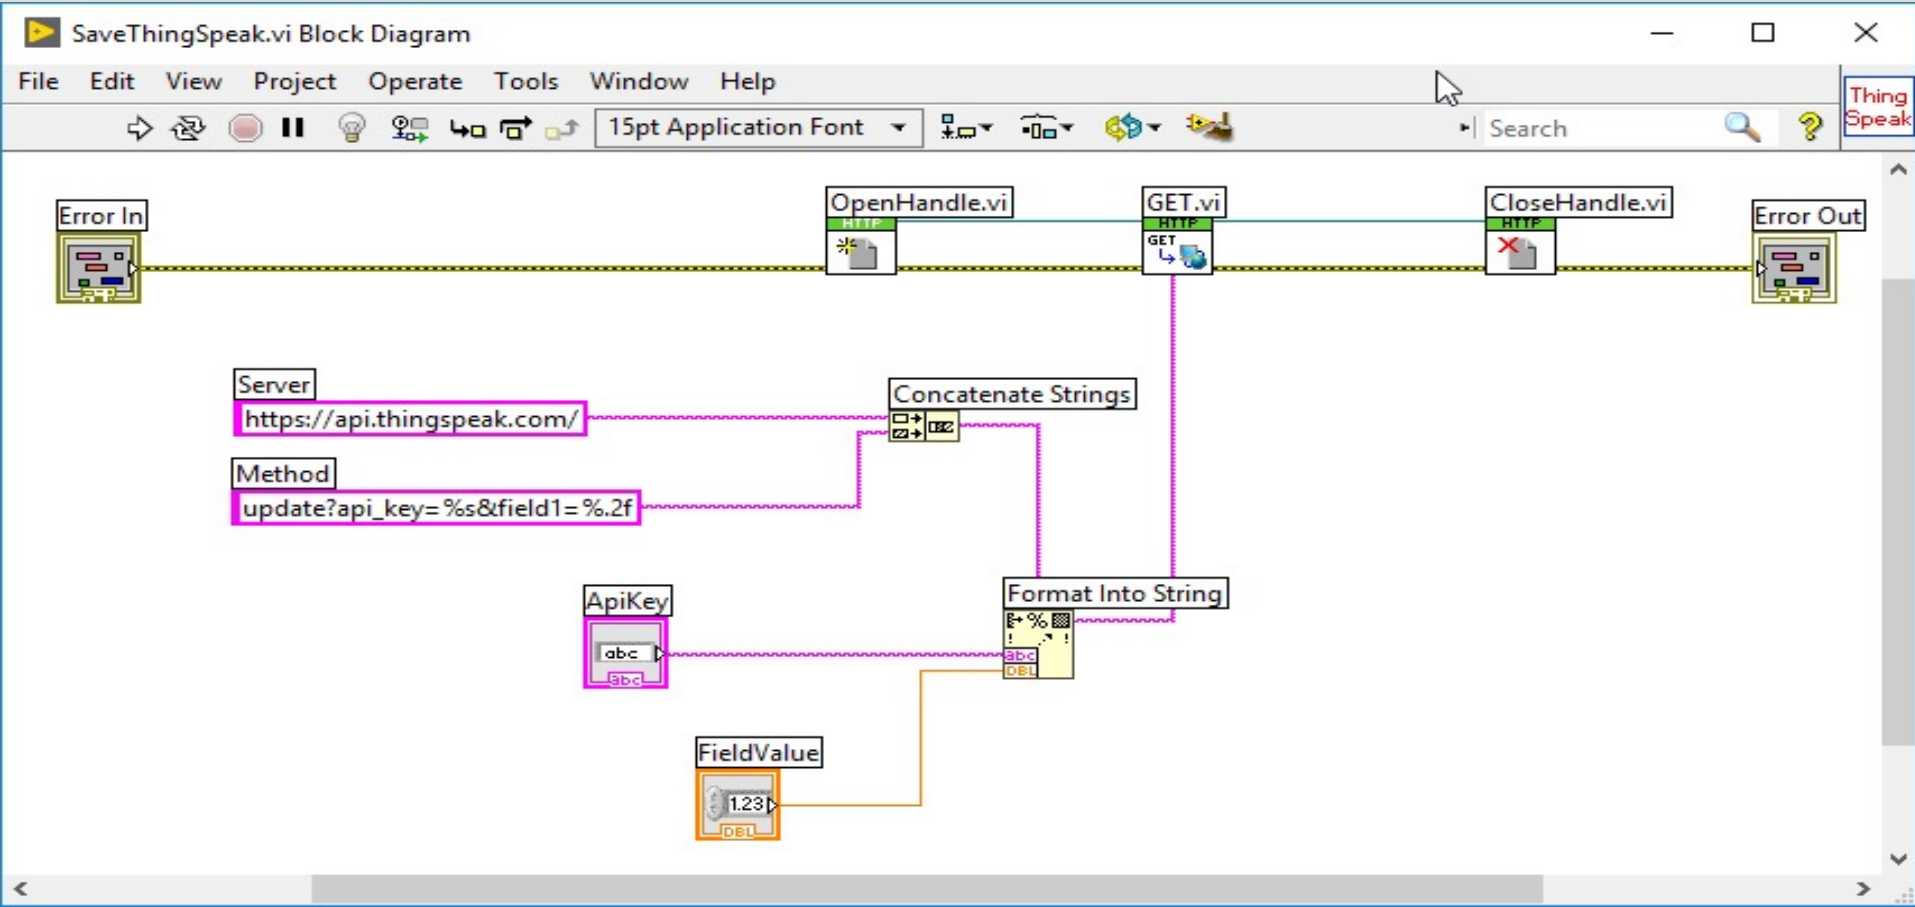 SaveThingSpeak.vi Block Diagram
File Edit View Project Operate Tools Window Help
15pt Application Font
Search
?
Thing
Speak
Error In
OpenHandle.vi
HTTP
GET.vi
HTTP
GET
CloseHandle.vi
HTTP
Error Out
Server
https://api.thingspeak.com/
Concatenate Strings
Method
update?api_key=%s&field1=%.2f
ApiKey
abc
abc
Format Into String
%
abc
DBL
FieldValue
1.23
DBL